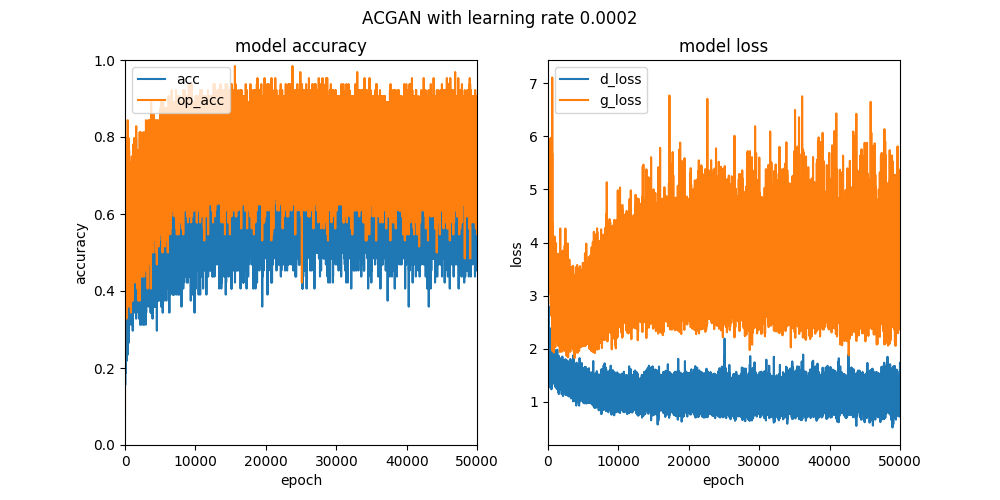 ACGAN with learning rate 0.0002
model accuracy
acc
op_acc
accuracy
1.0
0.8
0.6
0.4
0.2
0.0
0 10000 20000 30000 40000 50000
epoch
model loss
d_loss
g_loss
loss
7
6
5
4
3
2
1
0 10000 20000 30000 40000 50000
epoch